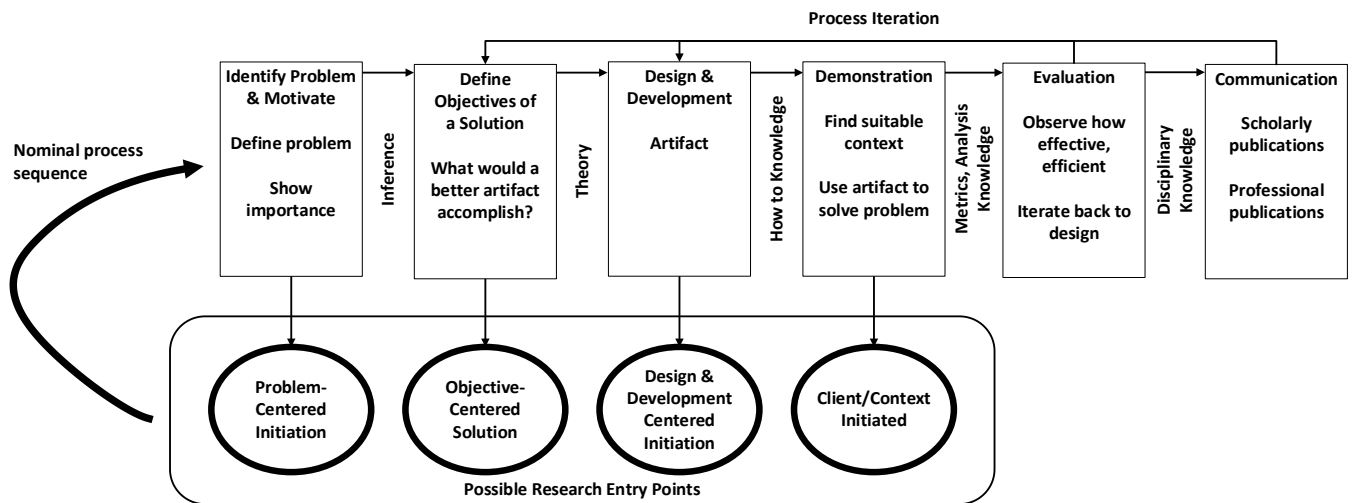 Process Iteration
Nominal process
sequence
Identify Problem
& Motivate
Define problem
Show
importance
Inference
Define
Objectives of
a Solution
What would a
better artifact
accomplish?
Theory
Design &
Development
Artifact
How to Knowledge
Demonstration
Find suitable
context
Use artifact to
solve problem
Metrics, Analysis
Knowledge
Evaluation
Observe how
effective,
efficient
Iterate back to
design
Disciplinary
Knowledge
Communication
Scholarly
publications
Professional
publications
Problem-
Centered
Initiation
Objective-
Centered
Solution
Design &
Development
Centered
Initiation
Client/Context
Initiated
Possible Research Entry Points